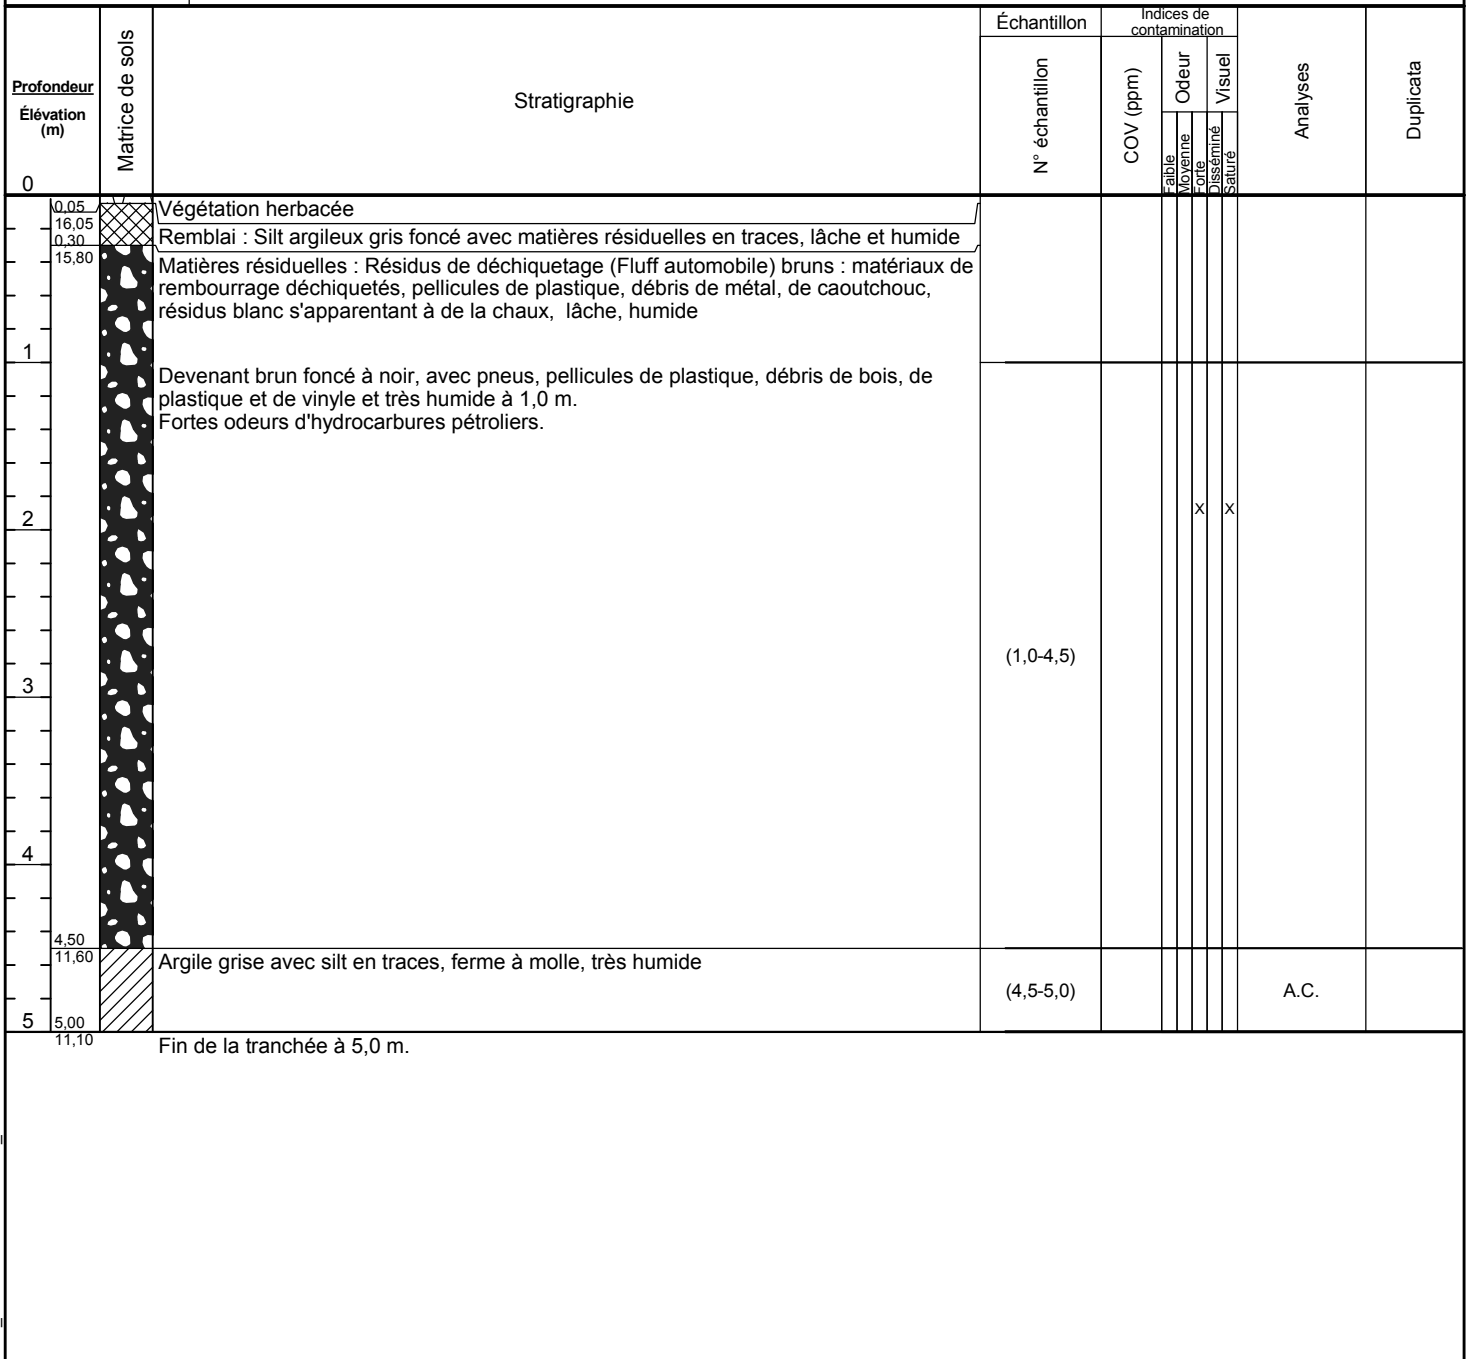 Profondeur
Élévation
(m)
0
Matrice de sols
Stratigraphie
Échantillon
N° échantillon
Indices de
contamination
COV (ppm)
Odeur
Visuel
Faible
Moyenne
Forte
Disséminé
Saturé
Analyses
Duplicata
0,05
16,05
Végétation herbacée
0,30
15,80
Remblai : Silt argileux gris foncé avec matières résiduelles en traces, lâche et humide
Matières résiduelles : Résidus de déchiquetage (Fluff automobile) bruns : matériaux de
rembourrage déchiquetés, pellicules de plastique, débris de métal, de caoutchouc,
résidus blanc s'apparentant à de la chaux, lâche, humide
1
Devenant brun foncé à noir, avec pneus, pellicules de plastique, débris de bois, de
plastique et de vinyle et très humide à 1,0 m.
Fortes odeurs d'hydrocarbures pétroliers.
2
X X
(1,0-4,5)
3
4
4,50
11,60
Argile grise avec silt en traces, ferme à molle, très humide
(4,5-5,0)
A.C.
5
5,00
11,10
Fin de la tranchée à 5,0 m.